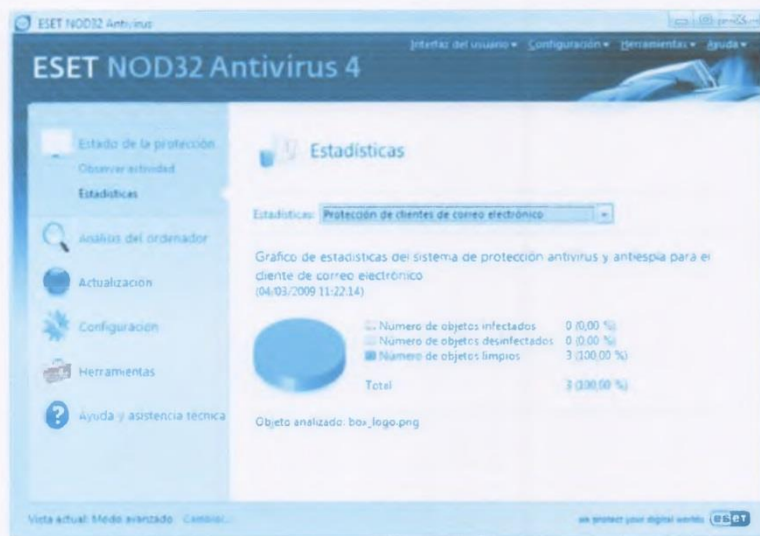 ESET NOD32 Antivirus
Interfaz del usuario Configuración Herramientas Ayuda
ESET NOD32 Antivirus 4
Estado de la protección
Observar actividad
Estadísticas
Análisis del ordenador
Actualización
Configuración
Herramientas
Ayuda y asistencia técnica
Estadísticas
Estadísticas: Protección de clientes de correo electrónico
Gráfico de estadísticas del sistema de protección antivirus y antiespía para el
cliente de correo electrónico
(04/03/2009 11:22:14)
Número de objetos infectados 0 (0,00 %)
Número de objetos desinfectados 0 (0,00 %)
Número de objetos limpios 3 (100,00 %)
Total 3 (100,00 %)
Objeto analizado: box_logo.png
Vista actual: Modo avanzado Cambiar...
we protect your digital worlds eset